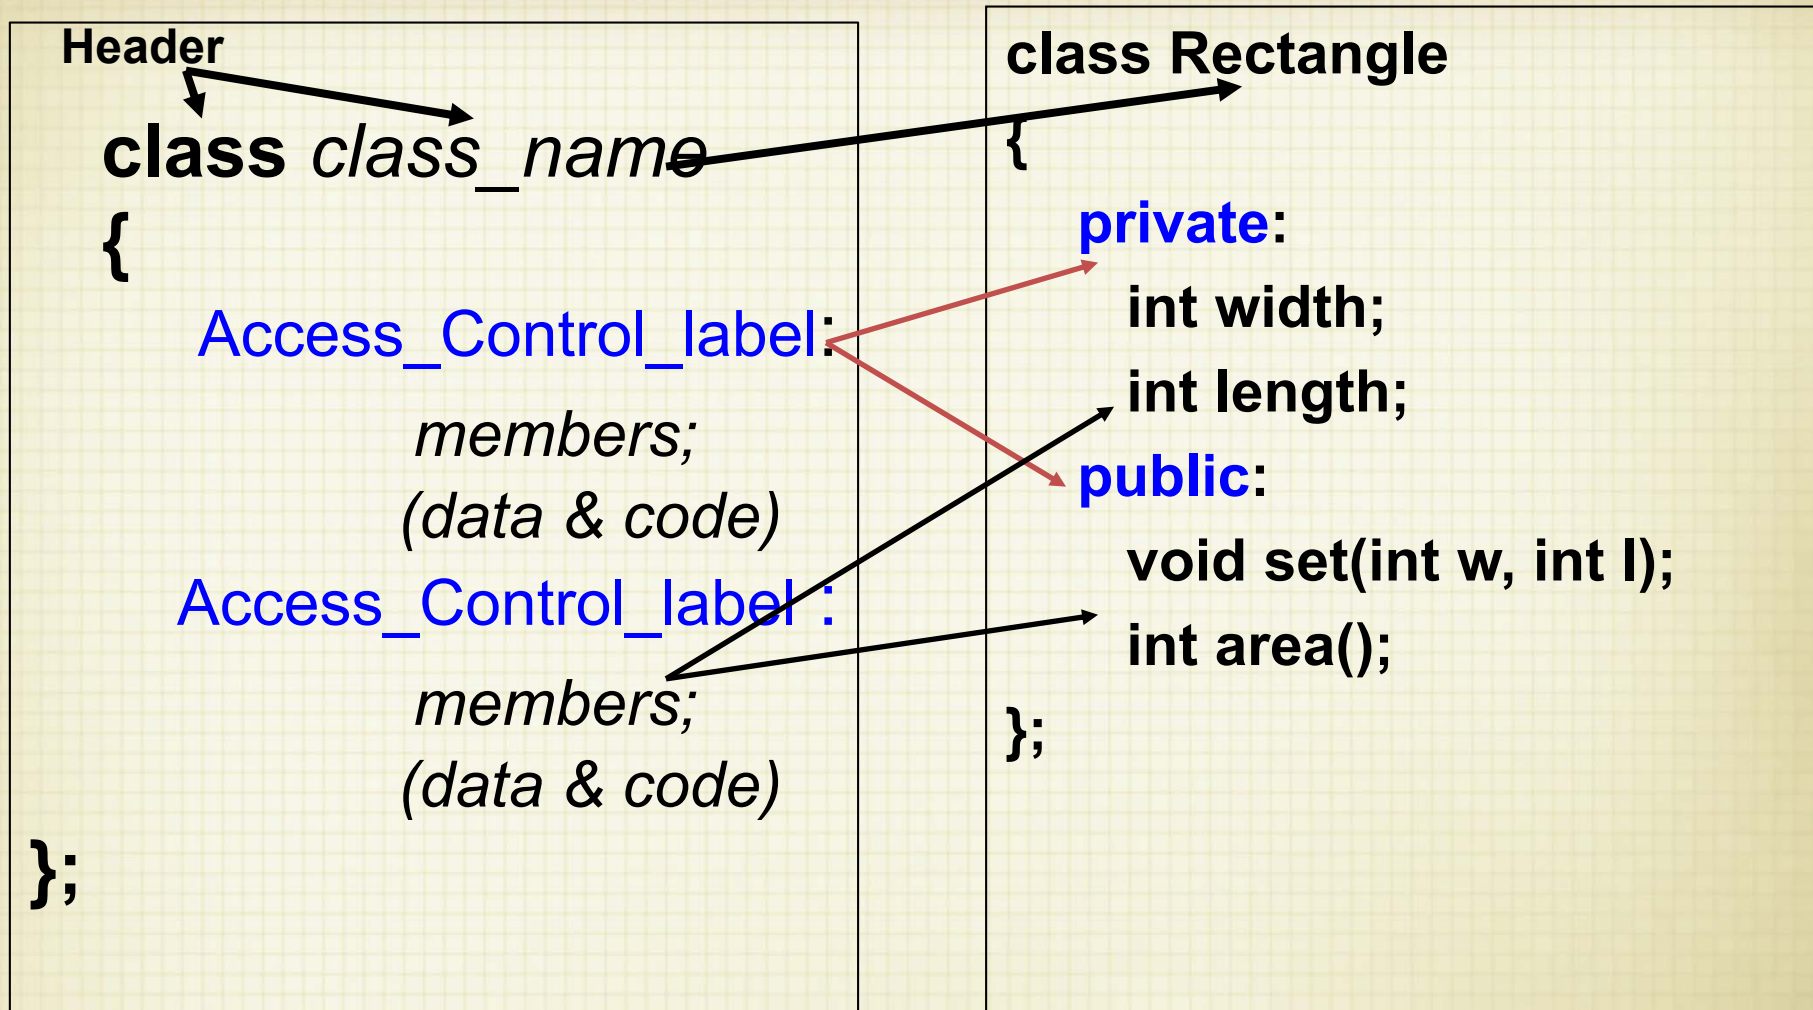 Header
class class_name
{
Access_Control_label:
members;
(data & code)
Access_Control_label :
members;
(data & code)
};
class Rectangle
{
private:
int width;
int length;
public:
void set(int w, int l);
int area();
};